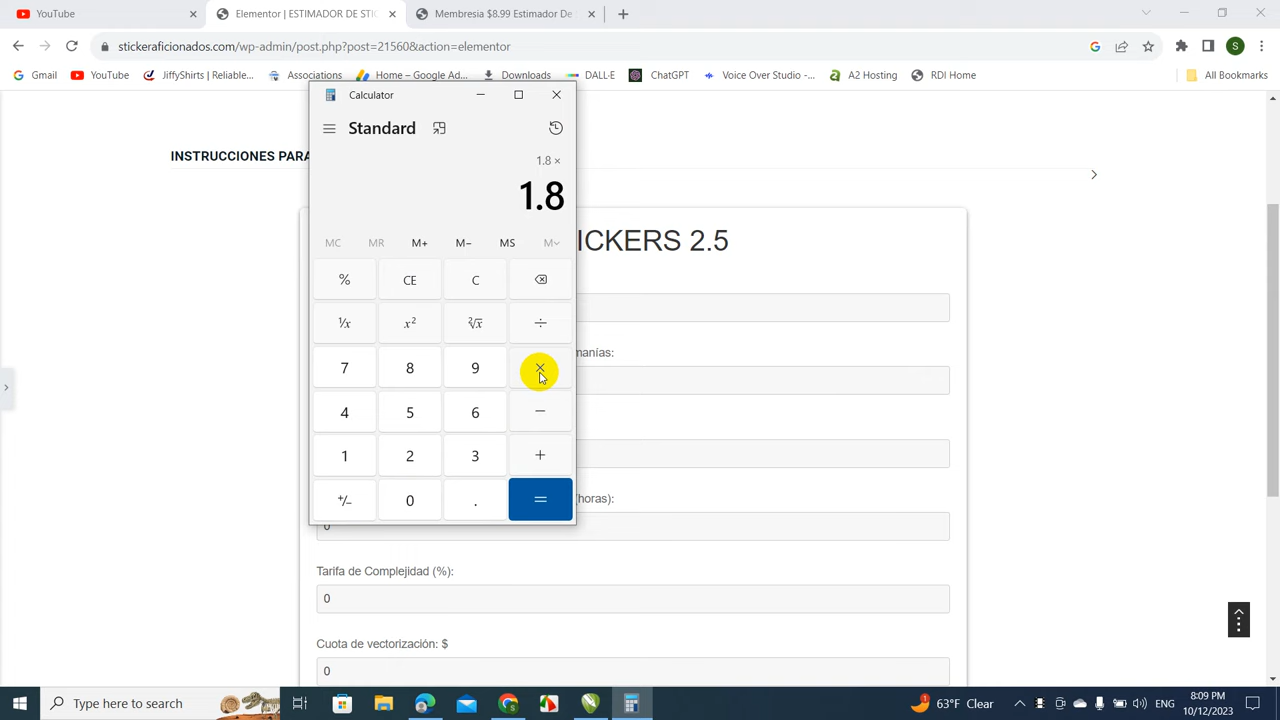 YouTube
Elementor | ESTIMADOR DE STIC
Membresia $8.99 Estimador De
stickeraficionados.com/wp-admin/post.php?post=21560&action=elementor
S
Gmail
YouTube
JiffyShirts | Reliable...
Associations
Home – Google Ad...
Downloads
DALL·E
ChatGPT
Voice Over Studio -...
A2 Hosting
RDI Home
All Bookmarks
Calculator
Standard
1.8 ×
1.8
MC MR M+ M− MS M˅
% CE C
¹/x x² ²√x ÷
7 8 9 ×
4 5 6 −
1 2 3 +
+/− 0 . =
INSTRUCCIONES PARA
ICKERS 2.5
manías:
(horas):
0
Tarifa de Complejidad (%):
0
Cuota de vectorización: $
0
Type here to search
63°F Clear
ENG
8:09 PM
10/12/2023